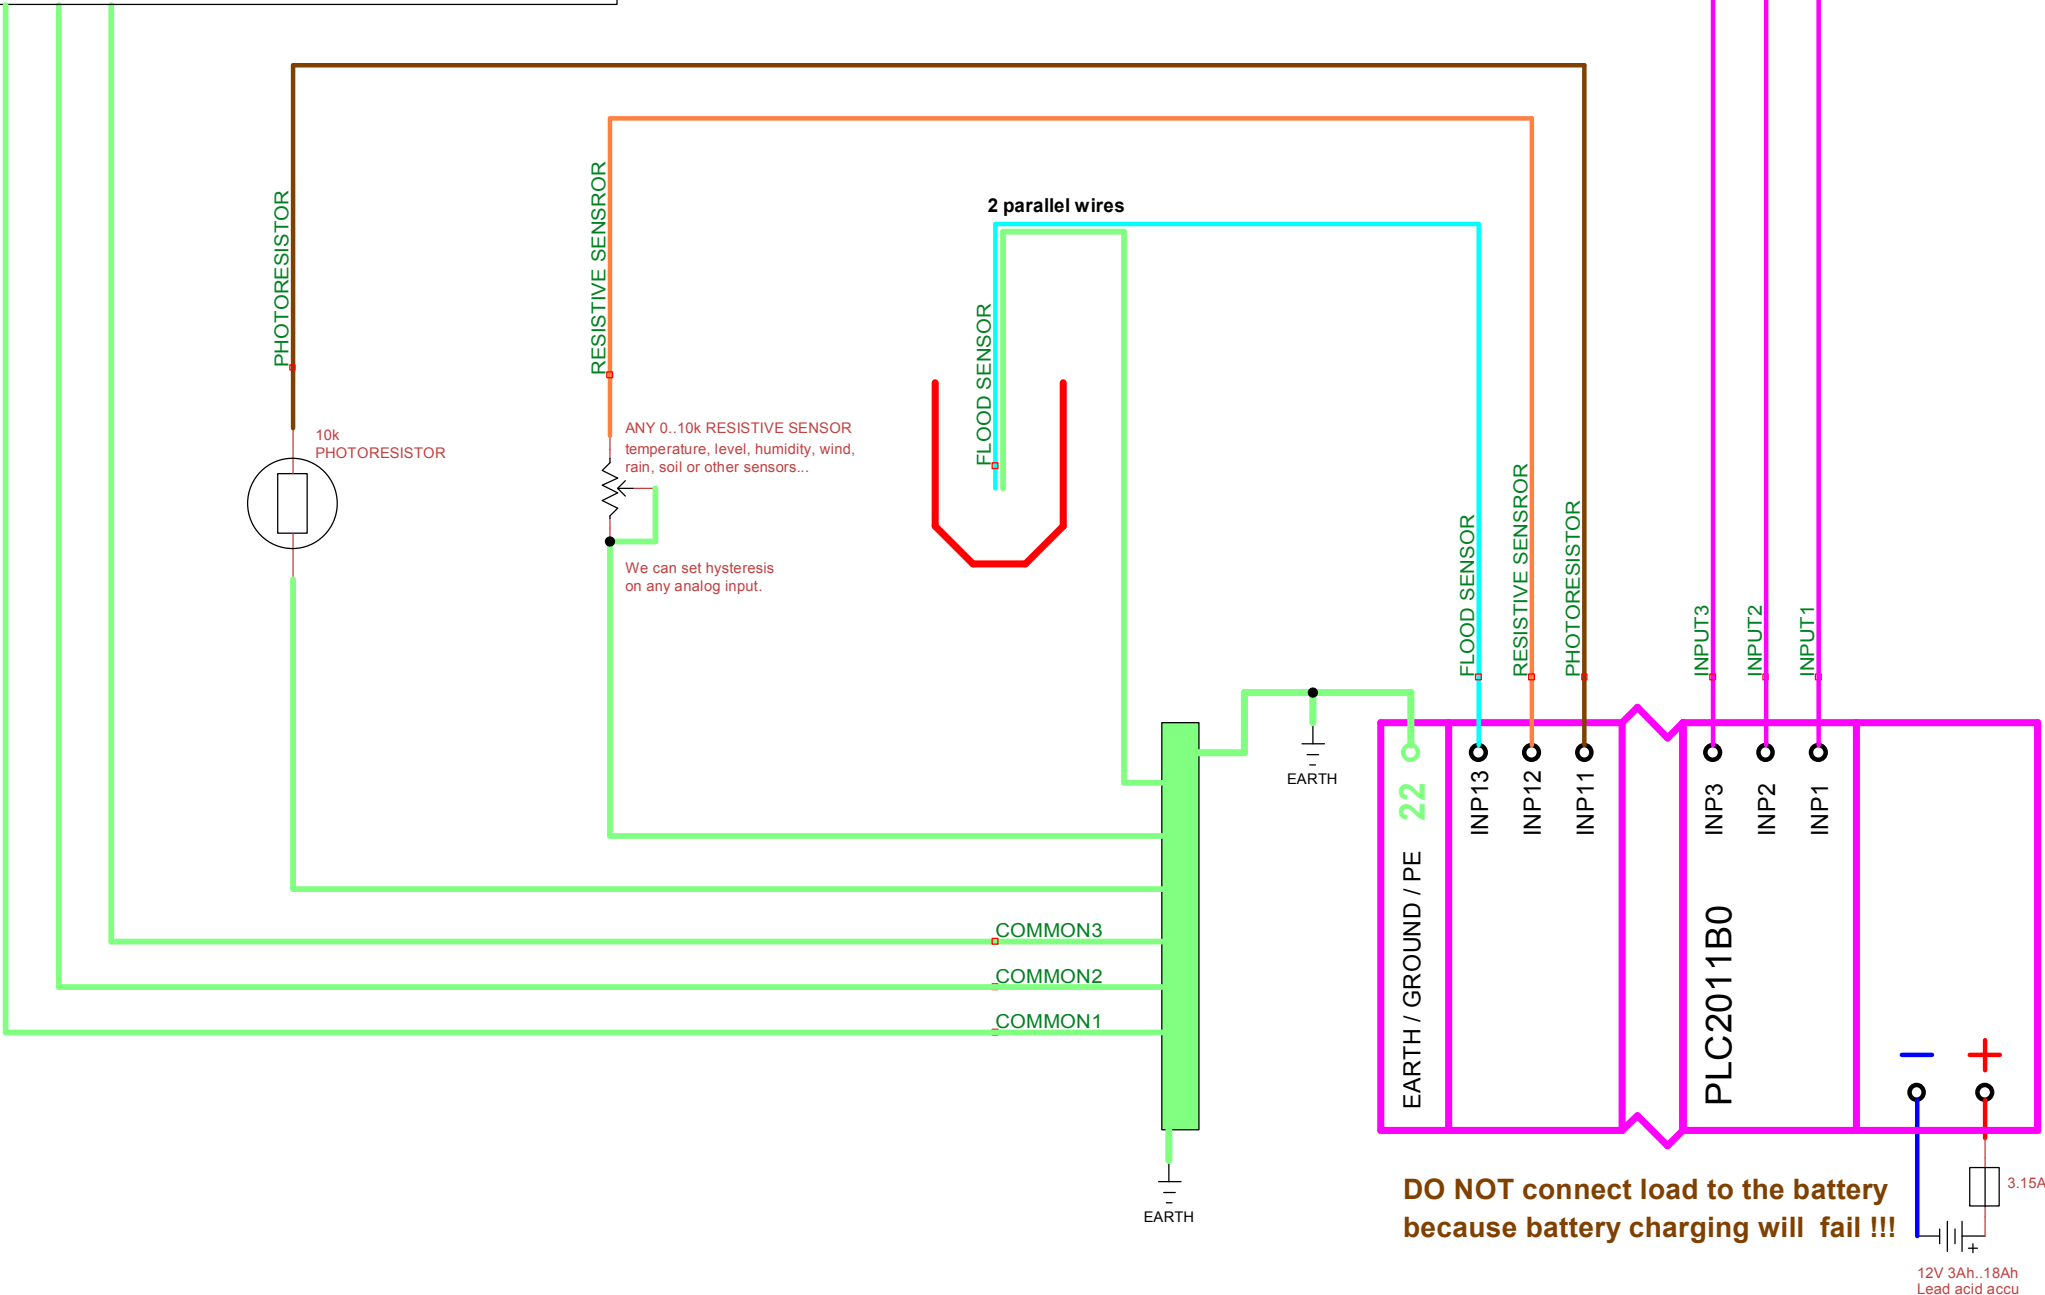 2 parallel wires
PHOTORESISTOR
RESISTIVE SENSROR
FLOOD SENSOR
10k
PHOTORESISTOR
ANY 0..10k RESISTIVE SENSOR
temperature, level, humidity, wind,
rain, soil or other sensors...
We can set hysteresis
on any analog input.
FLOOD SENSOR
RESISTIVE SENSROR
PHOTORESISTOR
INPUT3
INPUT2
INPUT1
EARTH
22
INP13
INP12
INP11
INP3
INP2
INP1
EARTH / GROUND / PE
PLC2011B0
COMMON3
COMMON2
COMMON1
EARTH
DO NOT connect load to the battery
because battery charging will  fail !!!
3.15A
12V 3Ah..18Ah
Lead acid accu